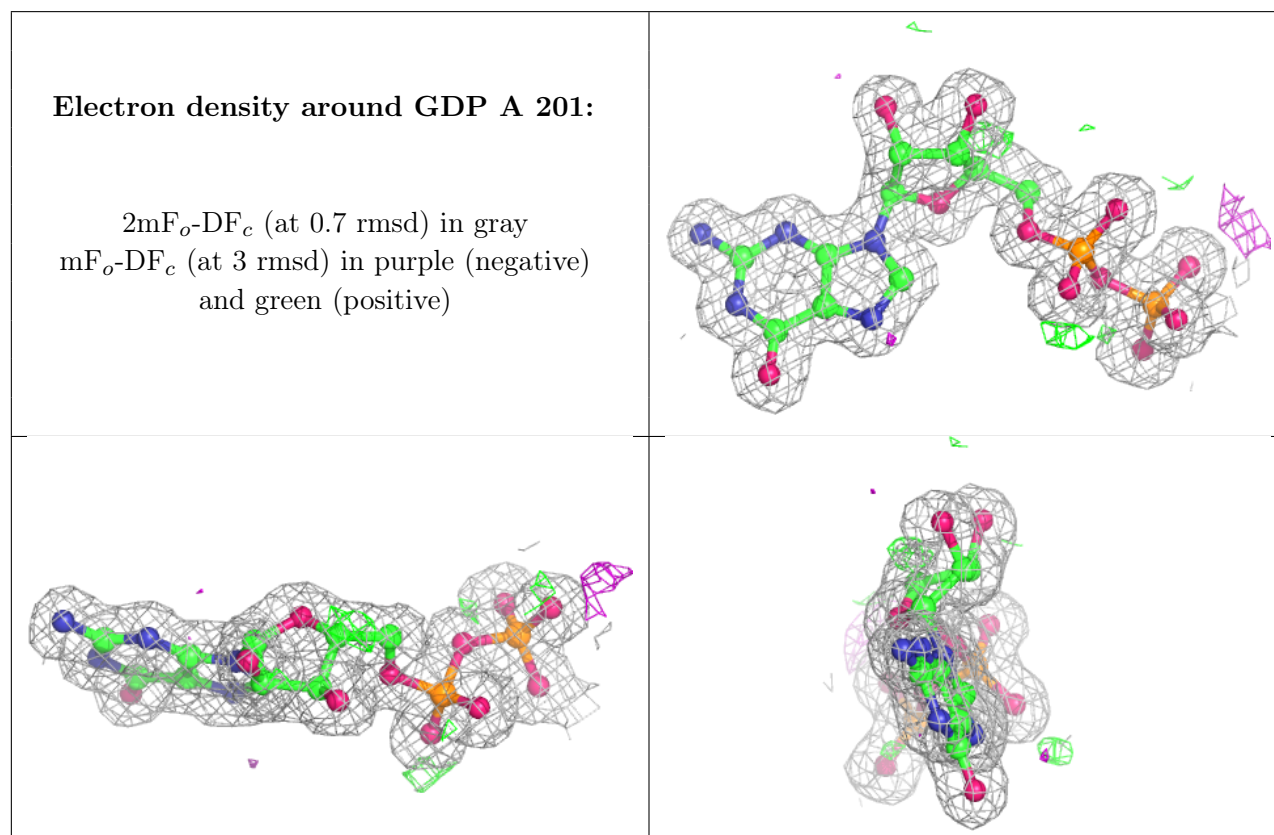 Electron density around GDP A 201:
2mFo-DFc (at 0.7 rmsd) in gray
mFo-DFc (at 3 rmsd) in purple (negative)
and green (positive)